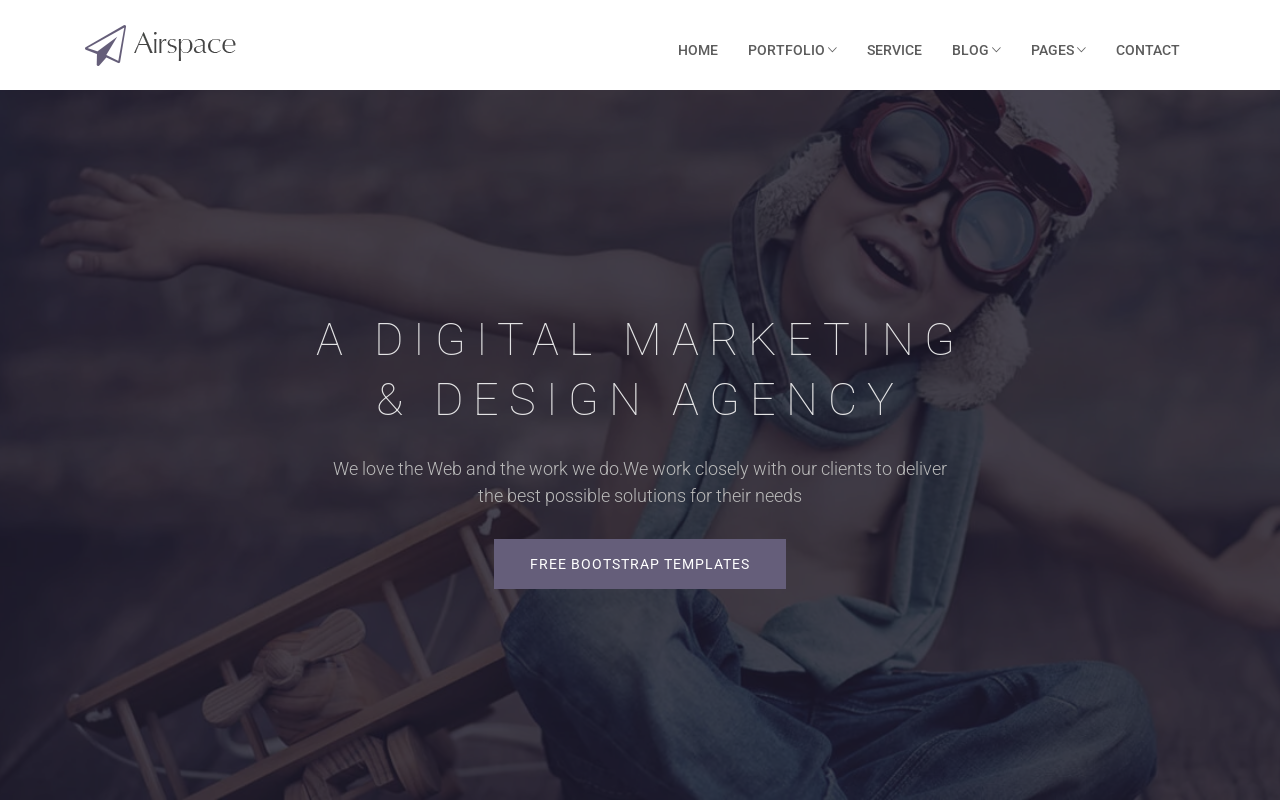 Airspace
HOME
PORTFOLIO
SERVICE
BLOG
PAGES
CONTACT
A DIGITAL MARKETING
& DESIGN AGENCY
We love the Web and the work we do.We work closely with our clients to deliver
the best possible solutions for their needs
FREE BOOTSTRAP TEMPLATES